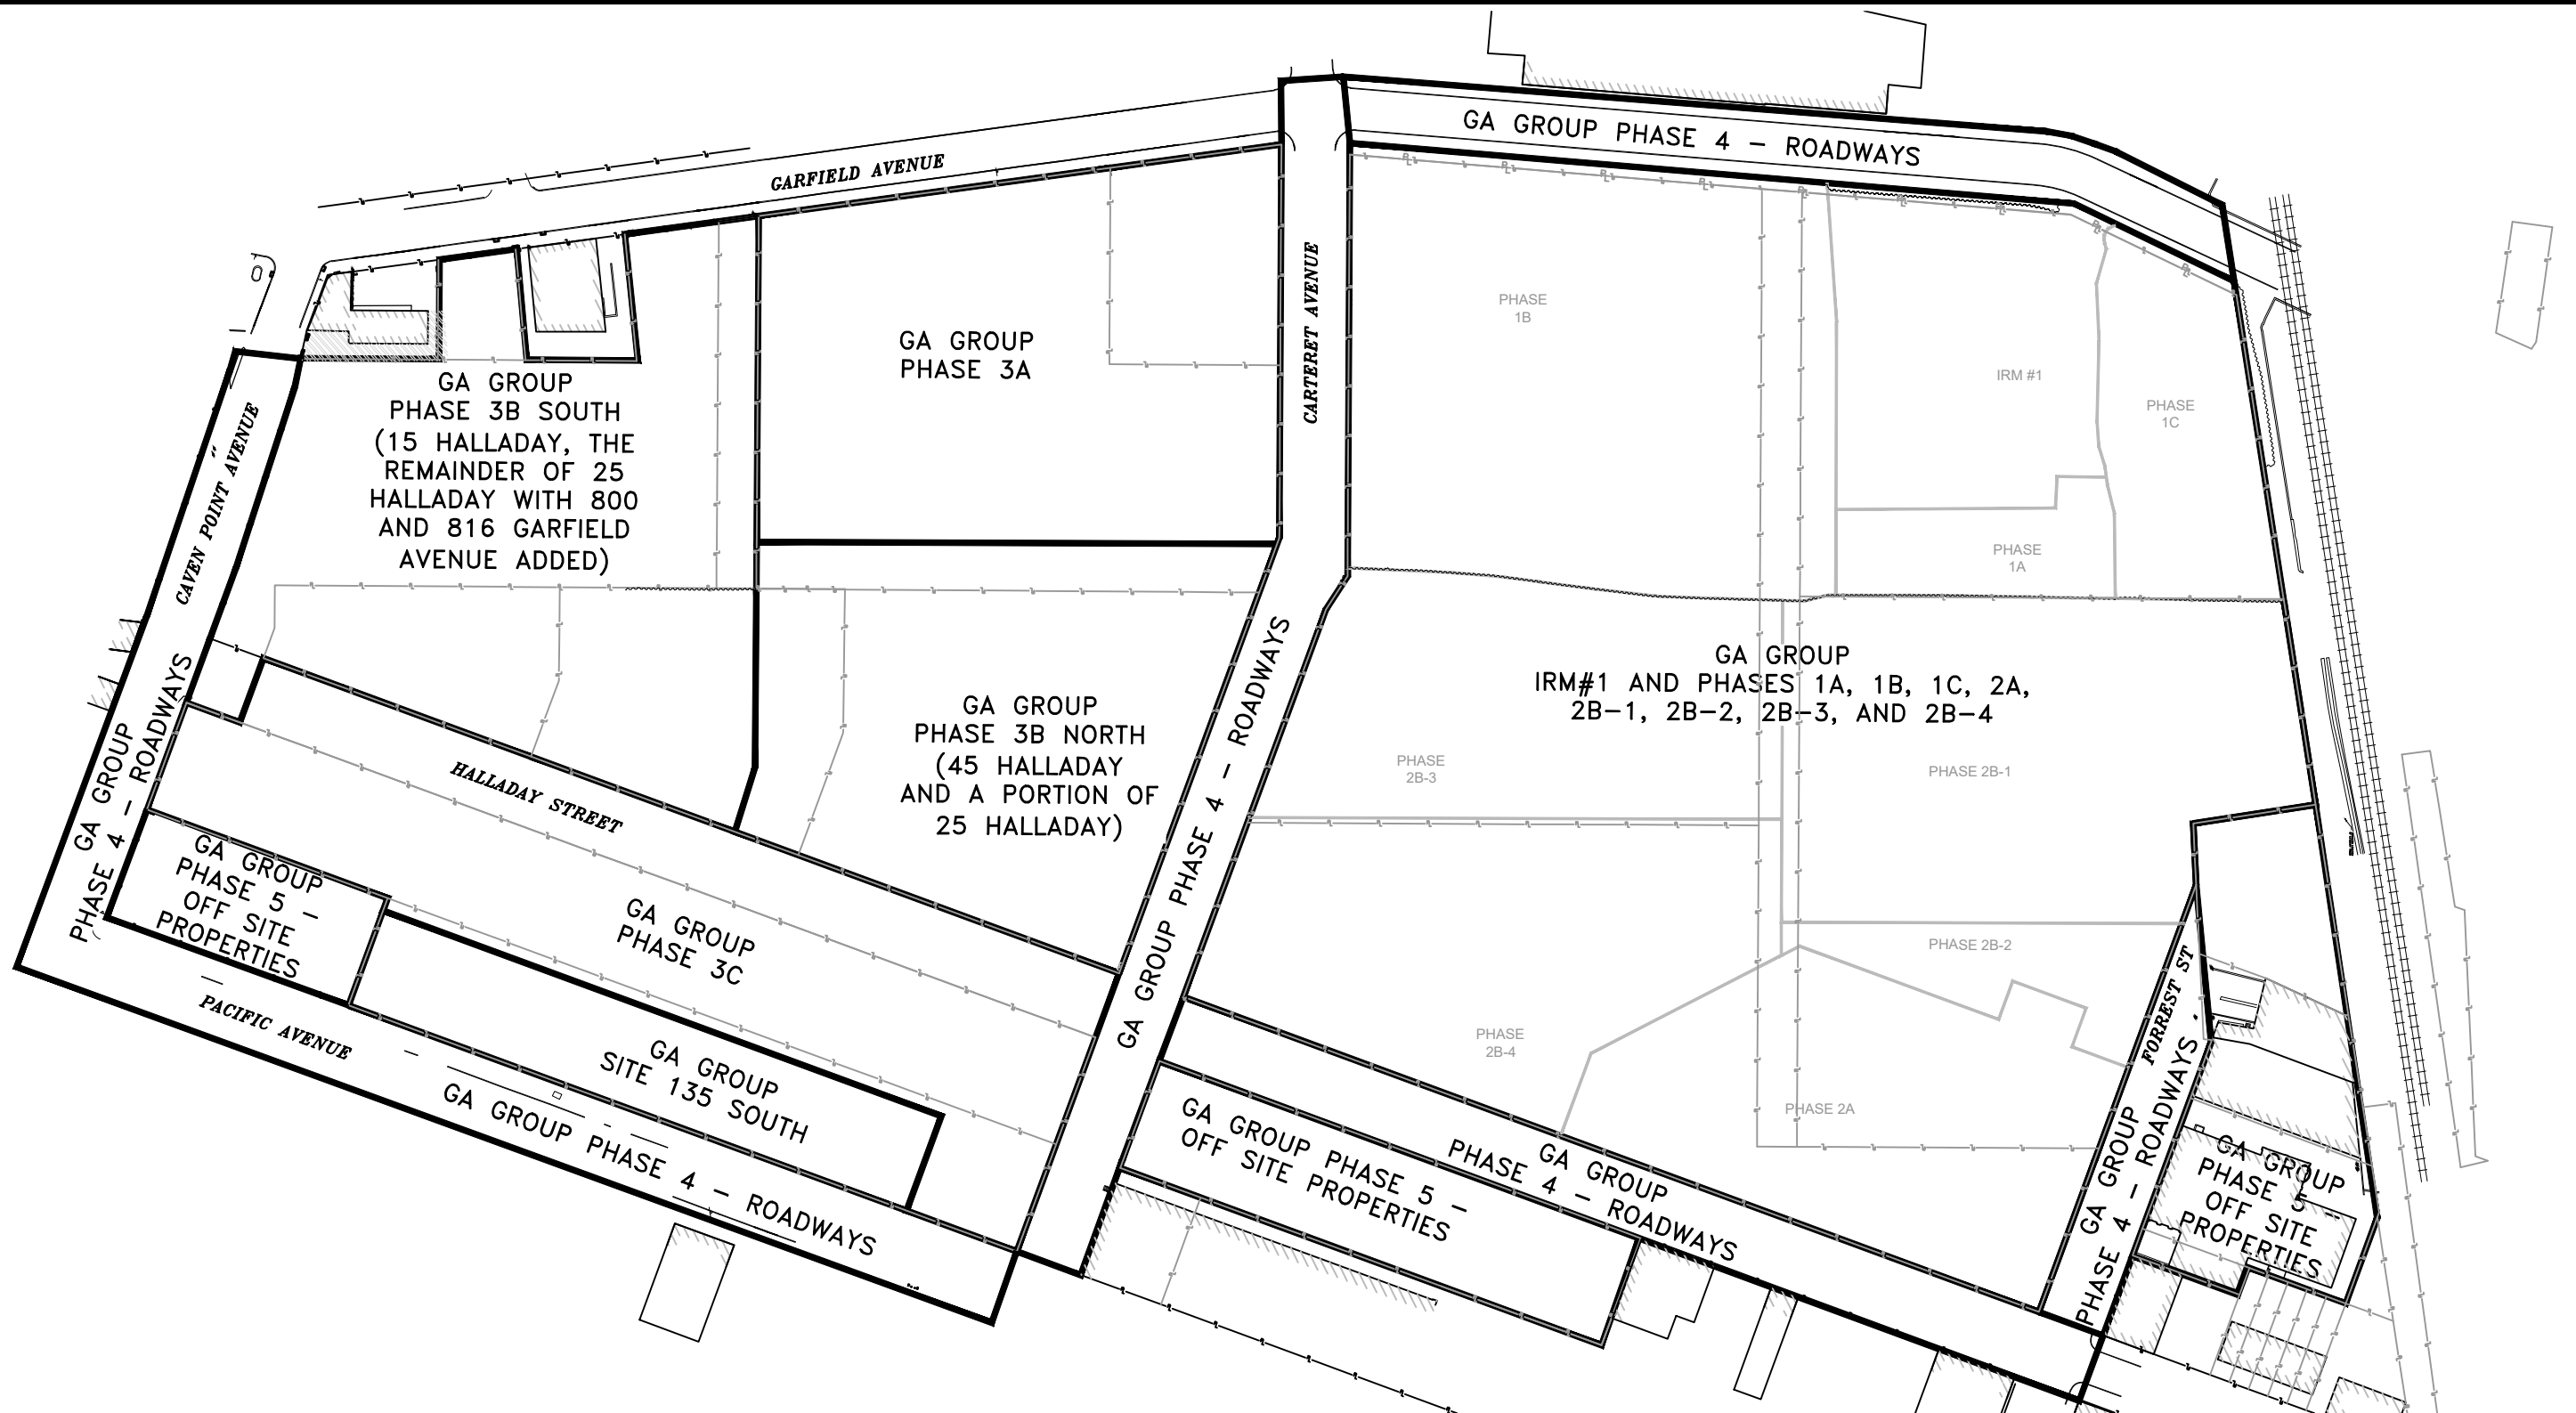 GA GROUP PHASE 4 - ROADWAYS
GARFIELD AVENUE
CARTERET AVENUE
GA GROUP
PHASE 3A
PHASE
1B
IRM #1
PHASE
1C
PHASE
1A
GA GROUP
PHASE 3B SOUTH
(15 HALLADAY, THE
REMAINDER OF 25
HALLADAY WITH 800
AND 816 GARFIELD
AVENUE ADDED)
CAVEN POINT AVENUE
GA GROUP
PHASE 4 - ROADWAYS
GA GROUP
PHASE 3B NORTH
(45 HALLADAY
AND A PORTION OF
25 HALLADAY)
GA GROUP PHASE 4 - ROADWAYS
GA GROUP
IRM#1 AND PHASES 1A, 1B, 1C, 2A,
2B-1, 2B-2, 2B-3, AND 2B-4
PHASE
2B-3
PHASE 2B-1
PHASE 2B-2
PHASE
2B-4
PHASE 2A
HALLADAY STREET
GA GROUP
PHASE 5 -
OFF SITE
PROPERTIES
GA GROUP
PHASE 3C
GA GROUP
SITE 135 SOUTH
PACIFIC AVENUE
GA GROUP PHASE 4 - ROADWAYS
GA GROUP PHASE 5 -
OFF SITE PROPERTIES
GA GROUP
PHASE 4 - ROADWAYS
FORREST ST
GA GROUP
PHASE 4 - ROADWAYS
GA GROUP
PHASE 5 -
OFF SITE
PROPERTIES